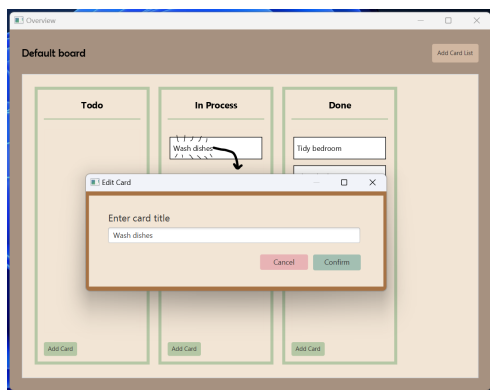 Overview
Default board
Add Card List
Todo
In Process
Done
Wash dishes
Tidy bedroom
Edit Card
Enter card title
Wash dishes
Cancel
Confirm
Add Card
Add Card
Add Card